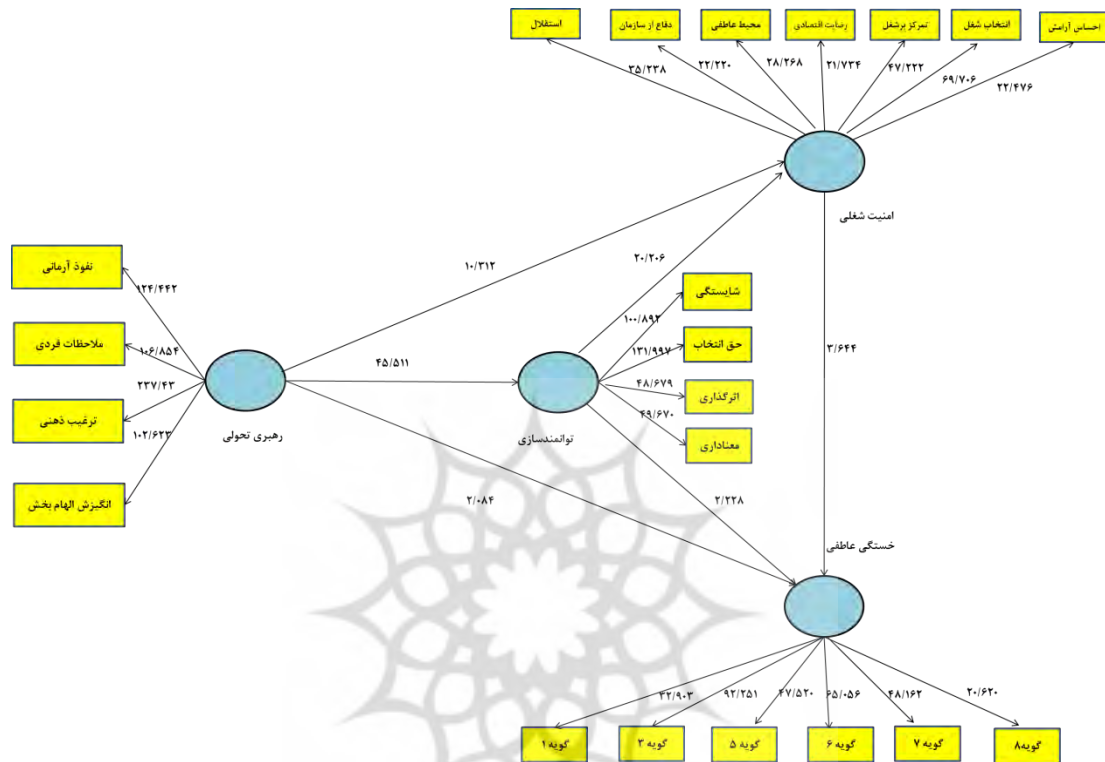 احساس آرامش
انتخاب شغل
تمرکز برشغل
رضایت اقتصادی
محیط عاطفی
دفاع از سازمان
استقلال
۳۵/۲۳۸
۲۲/۲۲۰
۲۸/۲۶۸
۲۱/۷۳۴
۴۷/۲۲۲
۶۹/۷۰۶
۲۲/۴۷۶
امنیت شغلی
۱۰/۳۱۲
۲۰/۲۰۶
نفوذ آرمانی
۱۲۴/۴۴۲
ملاحظات فردی
۱۰۶/۸۵۴
ترغیب ذهنی
۲۳۷/۴۳
انگیزش الهام بخش
۱۰۲/۶۲۳
رهبری تحولی
۴۵/۵۱۱
توانمندسازی
شایستگی
۱۰۰/۸۹۲
حق انتخاب
۱۳۱/۹۹۷
اثرگذاری
۴۸/۶۷۹
معناداری
۴۹/۶۷۰
۳/۶۴۴
۲/۰۸۴
۲/۲۲۸
خستگی عاطفی
۳۲/۹۰۳
۹۲/۲۵۱
۴۷/۵۲۰
۶۵/۰۵۶
۴۸/۱۶۲
۲۰/۶۲۰
گویه ۱
گویه ۳
گویه ۵
گویه ۶
گویه ۷
گویه۸